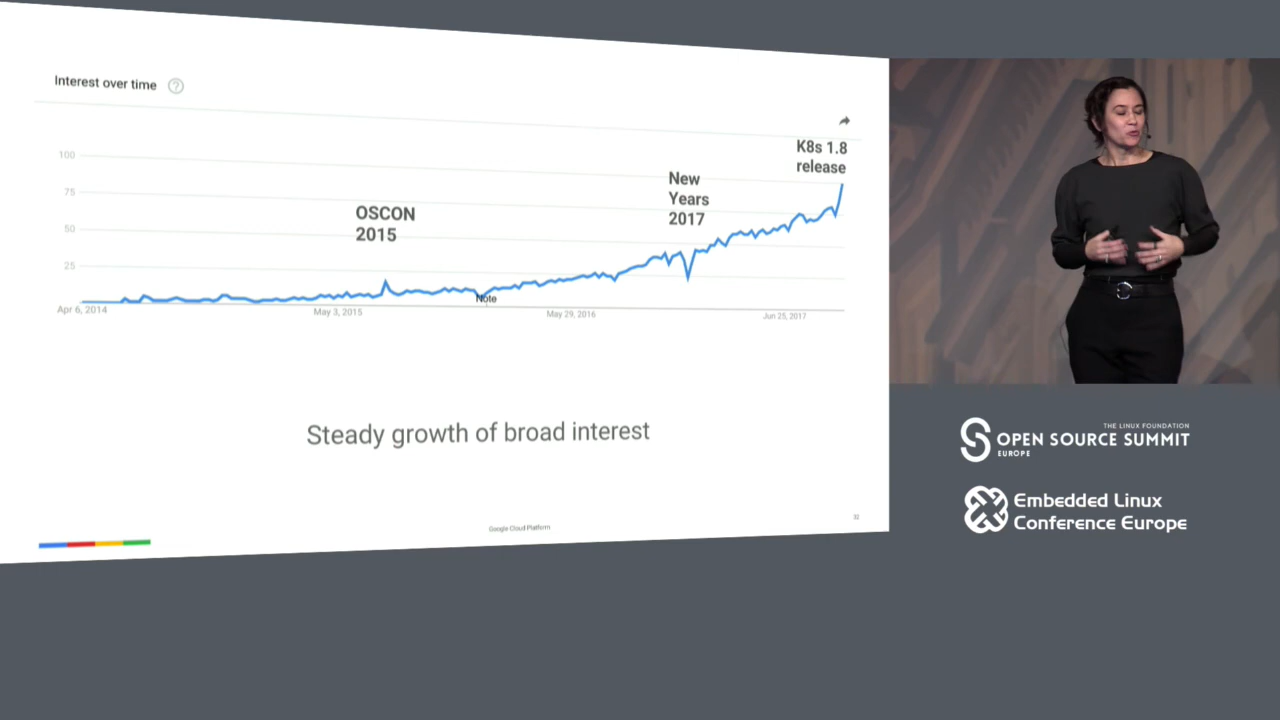 Interest over time
?
K8s 1.8
release
New
Years
2017
OSCON
2015
100
75
50
25
Note
Apr 6, 2014
May 3, 2015
May 29, 2016
Jun 25, 2017
Steady growth of broad interest
Google Cloud Platform
THE LINUX FOUNDATION
OPEN SOURCE SUMMIT
EUROPE
Embedded Linux
Conference Europe